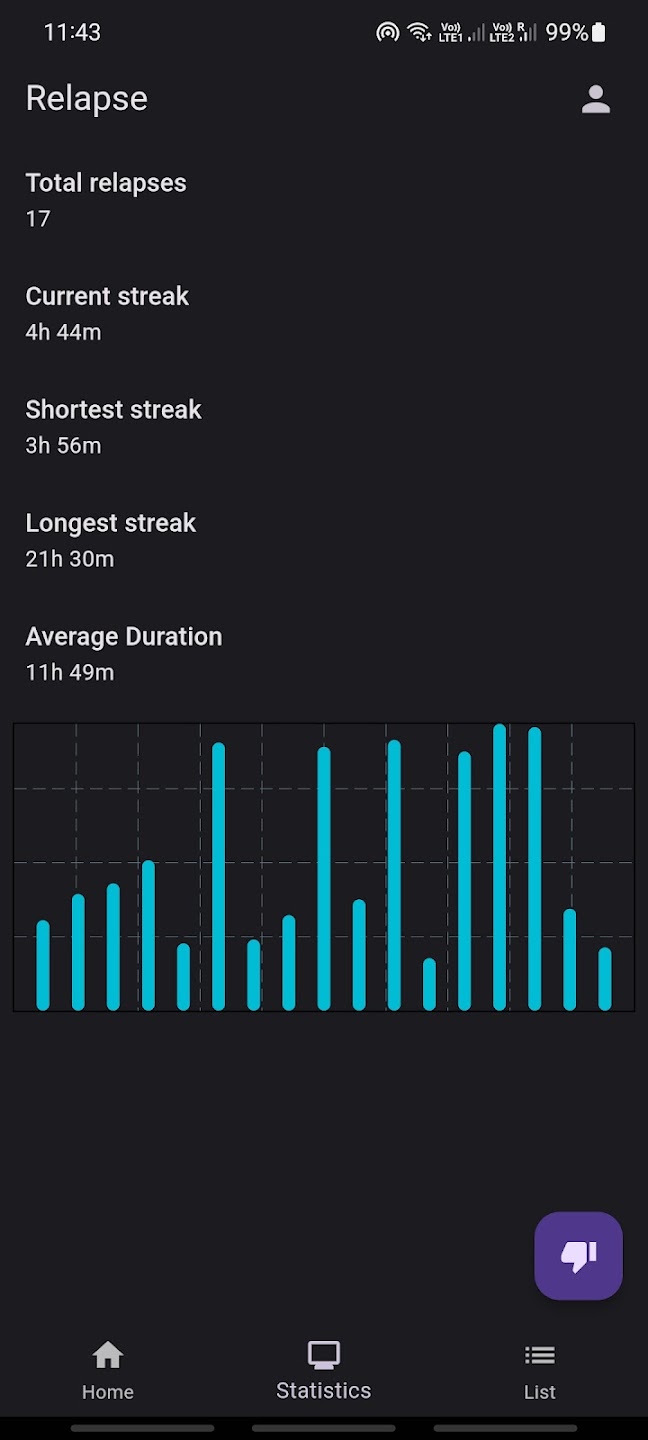 11:43
Vo)) LTE1 Vo)) R LTE2 99%
Relapse
Total relapses
17
Current streak
4h 44m
Shortest streak
3h 56m
Longest streak
21h 30m
Average Duration
11h 49m
Home
Statistics
List